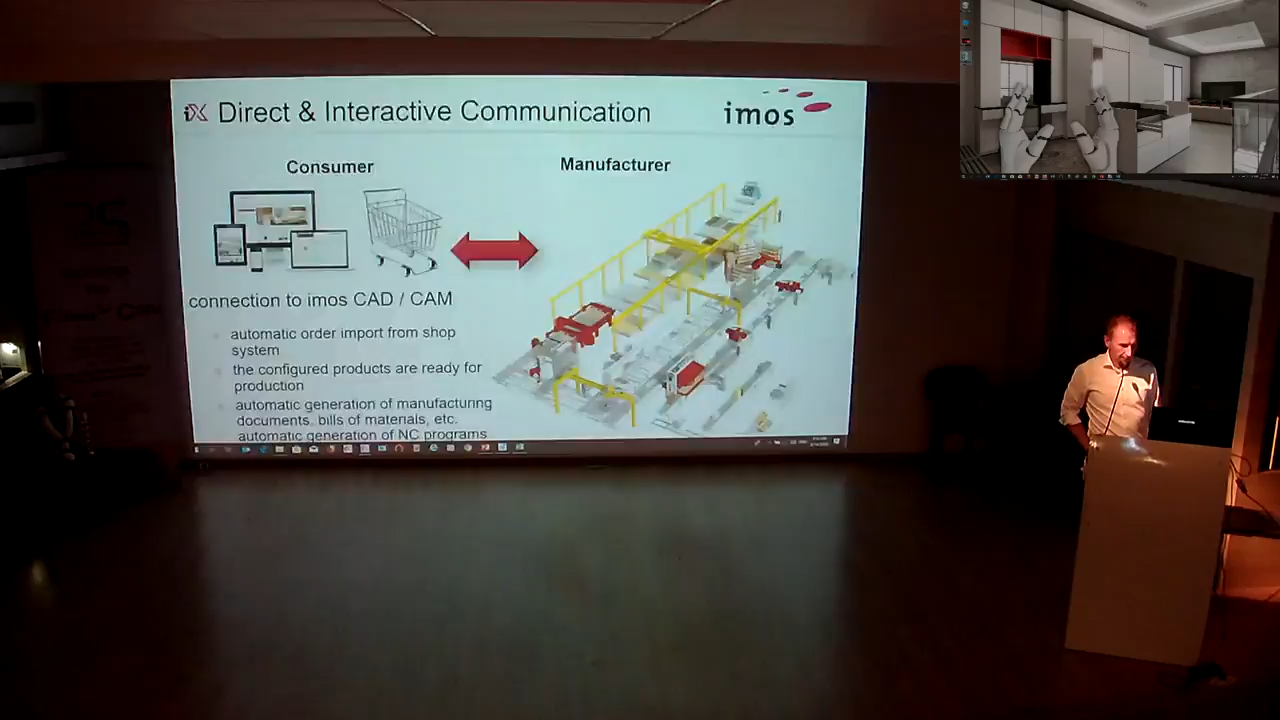 iX Direct & Interactive Communication
imos
Consumer
Manufacturer
connection to imos CAD / CAM
automatic order import from shop
system
the configured products are ready for
production
automatic generation of manufacturing
documents, bills of materials, etc.
automatic generation of NC programs